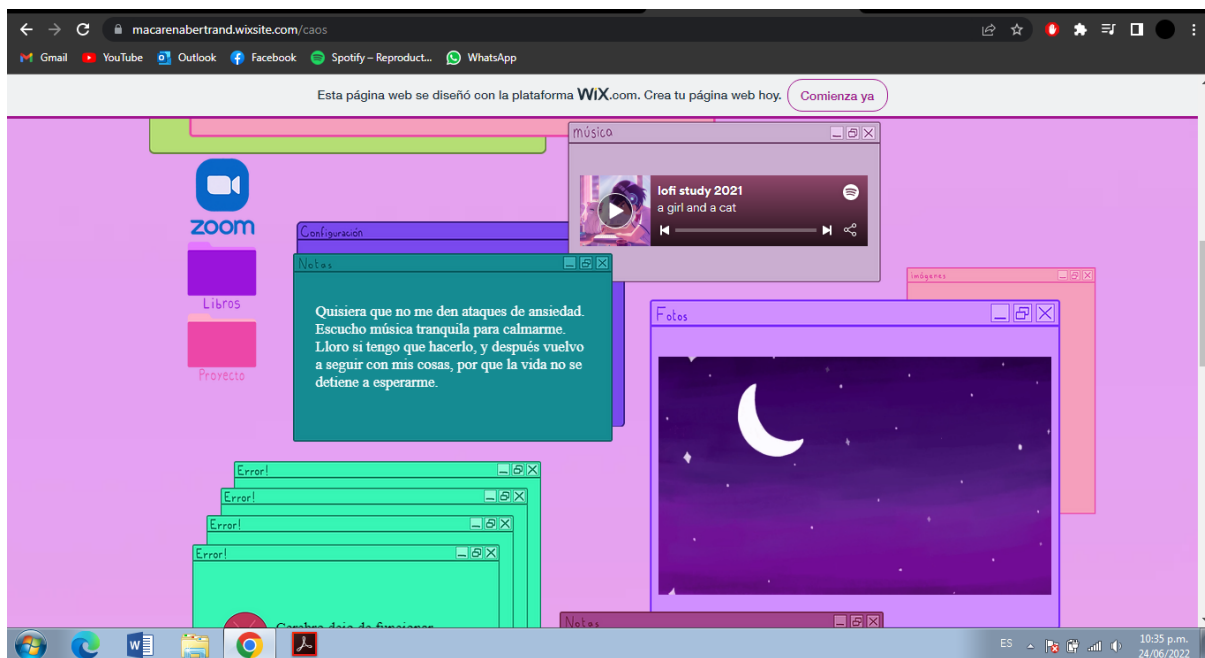 macarenabertrand.wixsite.com/caos
Gmail YouTube Outlook Facebook Spotify – Reproduct... WhatsApp
Esta página web se diseñó con la plataforma WiX.com. Crea tu página web hoy. Comienza ya
música
lofi study 2021
a girl and a cat
zoom
Libros
Proyecto
Configuración
Notas
Quisiera que no me den ataques de ansiedad.
Escucho música tranquila para calmarme.
Lloro si tengo que hacerlo, y después vuelvo
a seguir con mis cosas, por que la vida no se
detiene a esperarme.
imágenes
Fotos
Error!
Error!
Error!
Error!
Cerebro dejo de funcionar
Notas
ES
10:35 p.m.
24/06/2022